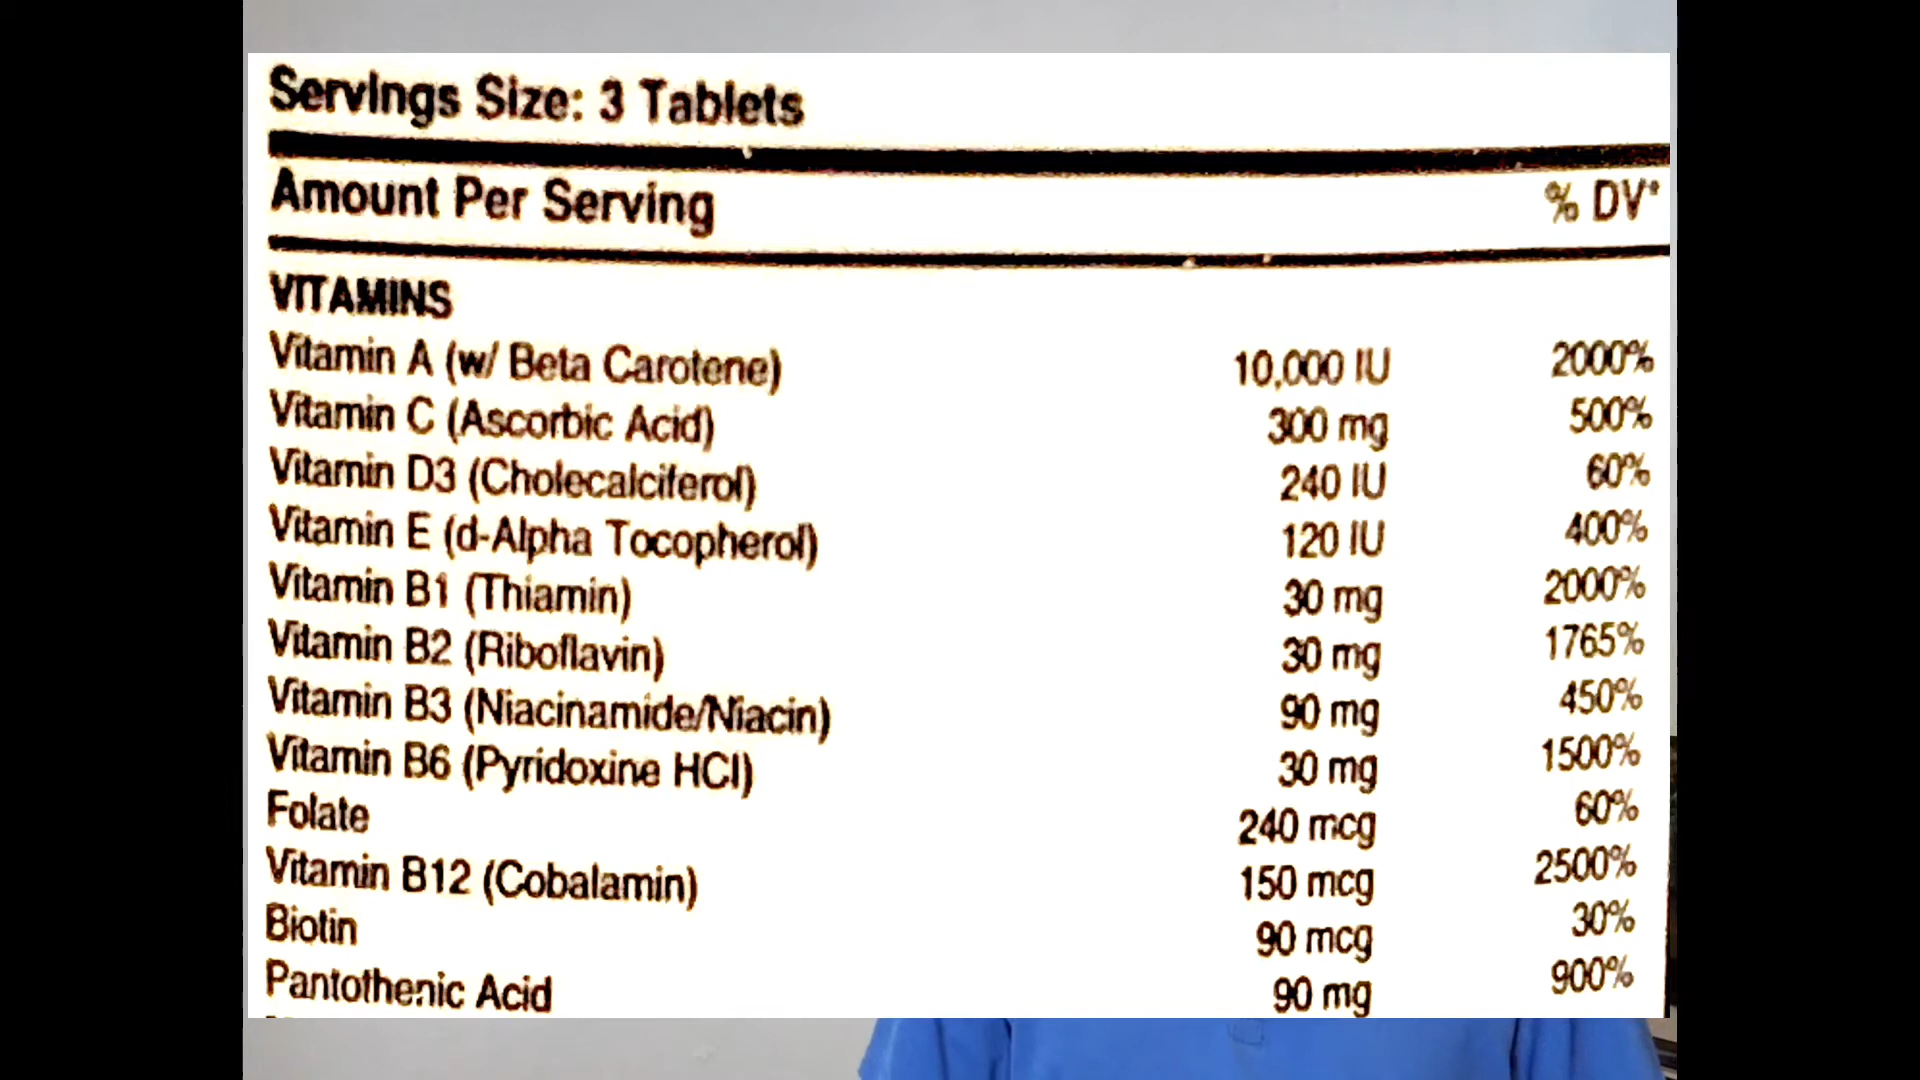 Servings Size: 3 Tablets
Amount Per Serving % DV*
VITAMINS
Vitamin A (w/ Beta Carotene) 10,000 IU 2000%
Vitamin C (Ascorbic Acid) 300 mg 500%
Vitamin D3 (Cholecalciferol) 240 IU 60%
Vitamin E (d-Alpha Tocopherol) 120 IU 400%
Vitamin B1 (Thiamin) 30 mg 2000%
Vitamin B2 (Riboflavin) 30 mg 1765%
Vitamin B3 (Niacinamide/Niacin) 90 mg 450%
Vitamin B6 (Pyridoxine HCl) 30 mg 1500%
Folate 240 mcg 60%
Vitamin B12 (Cobalamin) 150 mcg 2500%
Biotin 90 mcg 30%
Pantothenic Acid 90 mg 900%